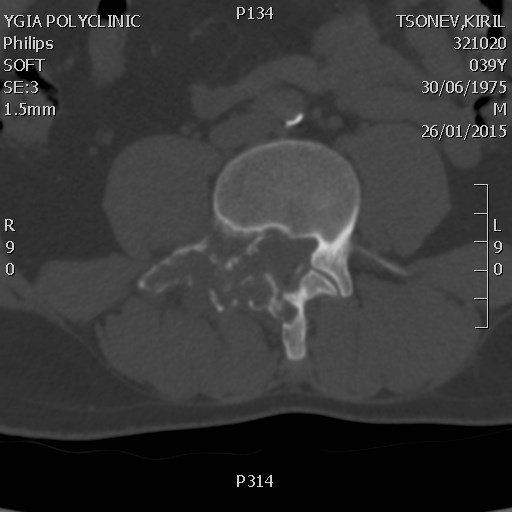 YGIA POLYCLINIC
Philips
SOFT
SE:3
1.5mm
P134
TSONEV,KIRIL
321020
039Y
30/06/1975
M
26/01/2015
R
9
0
L
9
0
P314